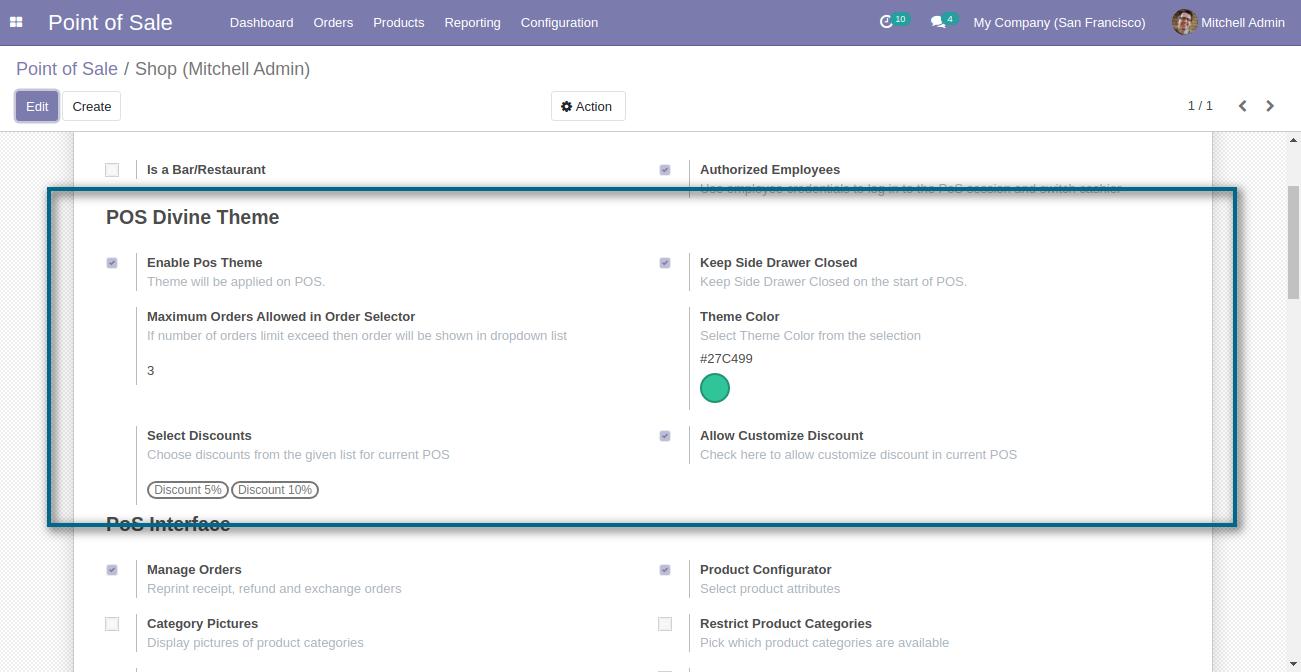 Point of Sale Dashboard Orders Products Reporting Configuration 10 4 My Company (San Francisco) Mitchell Admin
Point of Sale / Shop (Mitchell Admin)
Edit Create Action 1 / 1
Is a Bar/Restaurant
Authorized Employees
Use employee credentials to log in to the PoS session and switch cashier
POS Divine Theme
Enable Pos Theme
Theme will be applied on POS.
Keep Side Drawer Closed
Keep Side Drawer Closed on the start of POS.
Maximum Orders Allowed in Order Selector
If number of orders limit exceed then order will be shown in dropdown list
3
Theme Color
Select Theme Color from the selection
#27C499
Select Discounts
Choose discounts from the given list for current POS
Discount 5% Discount 10%
Allow Customize Discount
Check here to allow customize discount in current POS
PoS Interface
Manage Orders
Reprint receipt, refund and exchange orders
Product Configurator
Select product attributes
Category Pictures
Display pictures of product categories
Restrict Product Categories
Pick which product categories are available